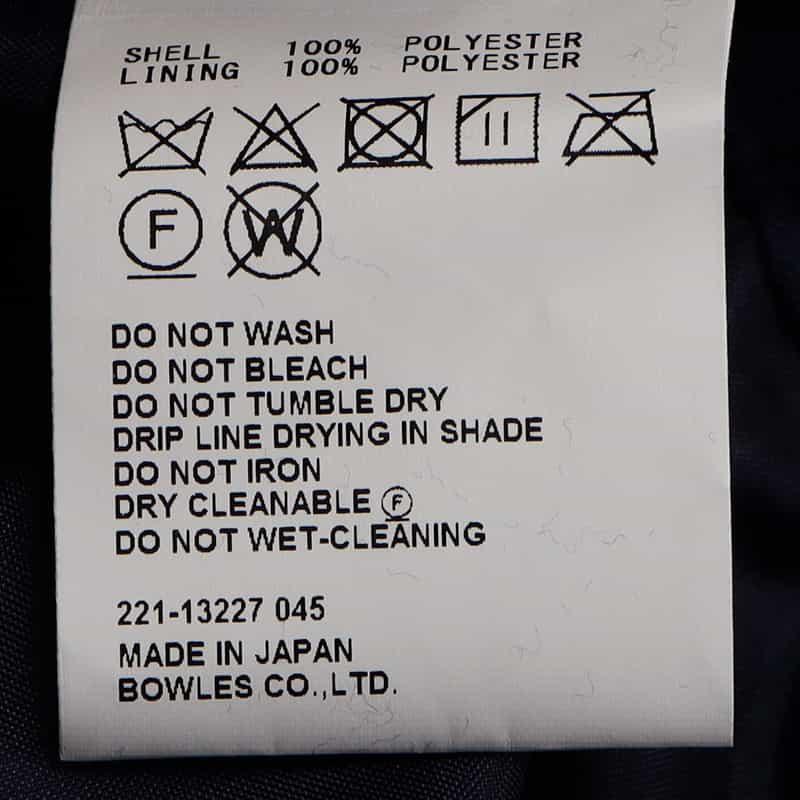 SHELL 100% POLYESTER
LINING 100% POLYESTER
F W
DO NOT WASH
DO NOT BLEACH
DO NOT TUMBLE DRY
DRIP LINE DRYING IN SHADE
DO NOT IRON
DRY CLEANABLE Ⓕ
DO NOT WET-CLEANING
221-13227 045
MADE IN JAPAN
BOWLES CO.,LTD.